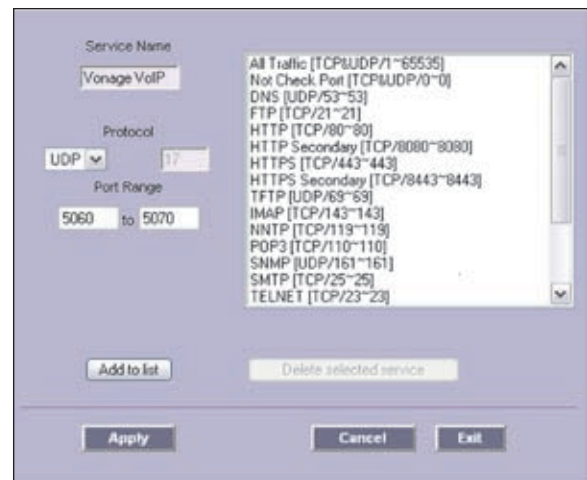 Service Name
Vonage VoIP
Protocol
UDP
17
Port Range
5060 to 5070
Add to list
All Traffic [TCP&UDP/1~65535]
Not Check Port [TCP&UDP/0~0]
DNS [UDP/53~53]
FTP [TCP/21~21]
HTTP [TCP/80~80]
HTTP Secondary [TCP/8080~8080]
HTTPS [TCP/443~443]
HTTPS Secondary [TCP/8443~8443]
TFTP [UDP/69~69]
IMAP [TCP/143~143]
NNTP [TCP/119~119]
POP3 [TCP/110~110]
SNMP [UDP/161~161]
SMTP [TCP/25~25]
TELNET [TCP/23~23]
Delete selected service
Apply
Cancel
Exit